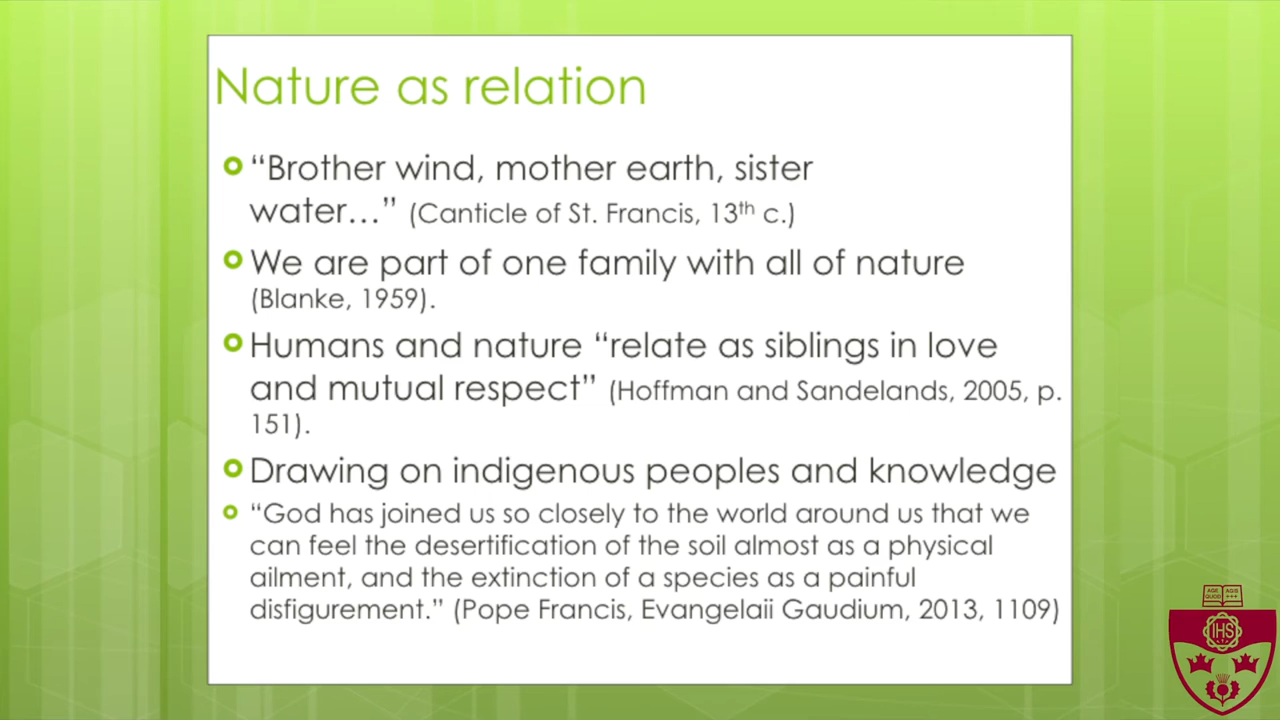 Nature as relation
“Brother wind, mother earth, sister
water…” (Canticle of St. Francis, 13th c.)
We are part of one family with all of nature
(Blanke, 1959).
Humans and nature “relate as siblings in love
and mutual respect” (Hoffman and Sandelands, 2005, p.
151).
Drawing on indigenous peoples and knowledge
“God has joined us so closely to the world around us that we
can feel the desertification of the soil almost as a physical
ailment, and the extinction of a species as a painful
disfigurement.” (Pope Francis, Evangelaii Gaudium, 2013, 1109)
AGE AGIS
QUOD
IHS